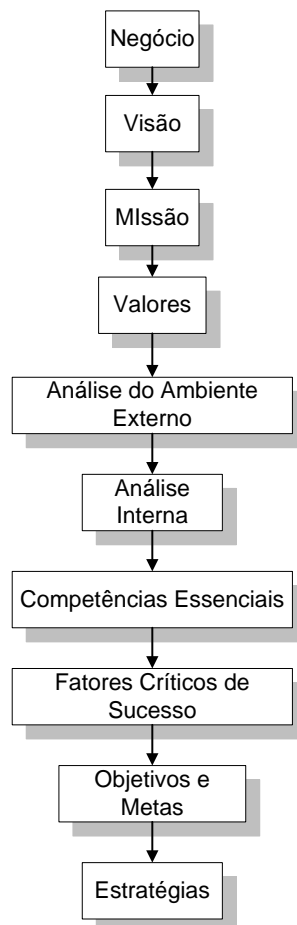 Negócio
Visão
MIssão
Valores
Análise do Ambiente
Externo
Análise
Interna
Competências Essenciais
Fatores Críticos de
Sucesso
Objetivos e
Metas
Estratégias